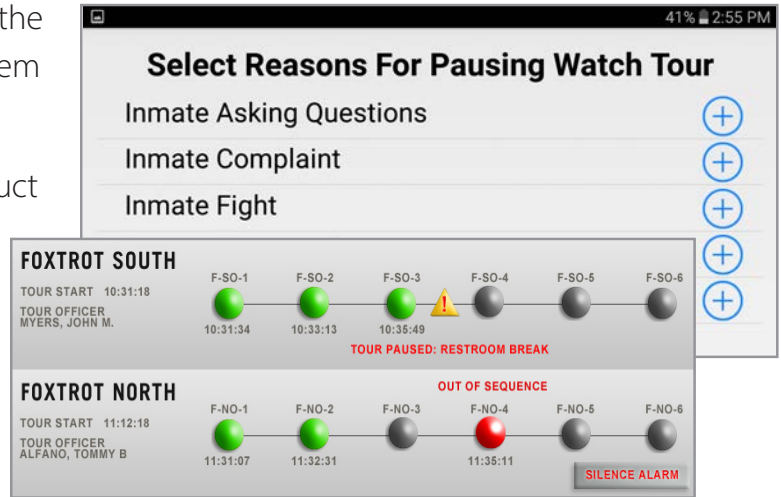 the
em
uct
41% 2:55 PM
Select Reasons For Pausing Watch Tour
Inmate Asking Questions
Inmate Complaint
Inmate Fight
FOXTROT SOUTH
TOUR START 10:31:18
TOUR OFFICER
MYERS, JOHN M.
F-SO-1 F-SO-2 F-SO-3 F-SO-4 F-SO-5 F-SO-6
10:31:34 10:33:13 10:35:49
TOUR PAUSED: RESTROOM BREAK
FOXTROT NORTH
TOUR START 11:12:18
TOUR OFFICER
ALFANO, TOMMY B
OUT OF SEQUENCE
F-NO-1 F-NO-2 F-NO-3 F-NO-4 F-NO-5 F-NO-6
11:31:07 11:32:31 11:35:11
SILENCE ALARM